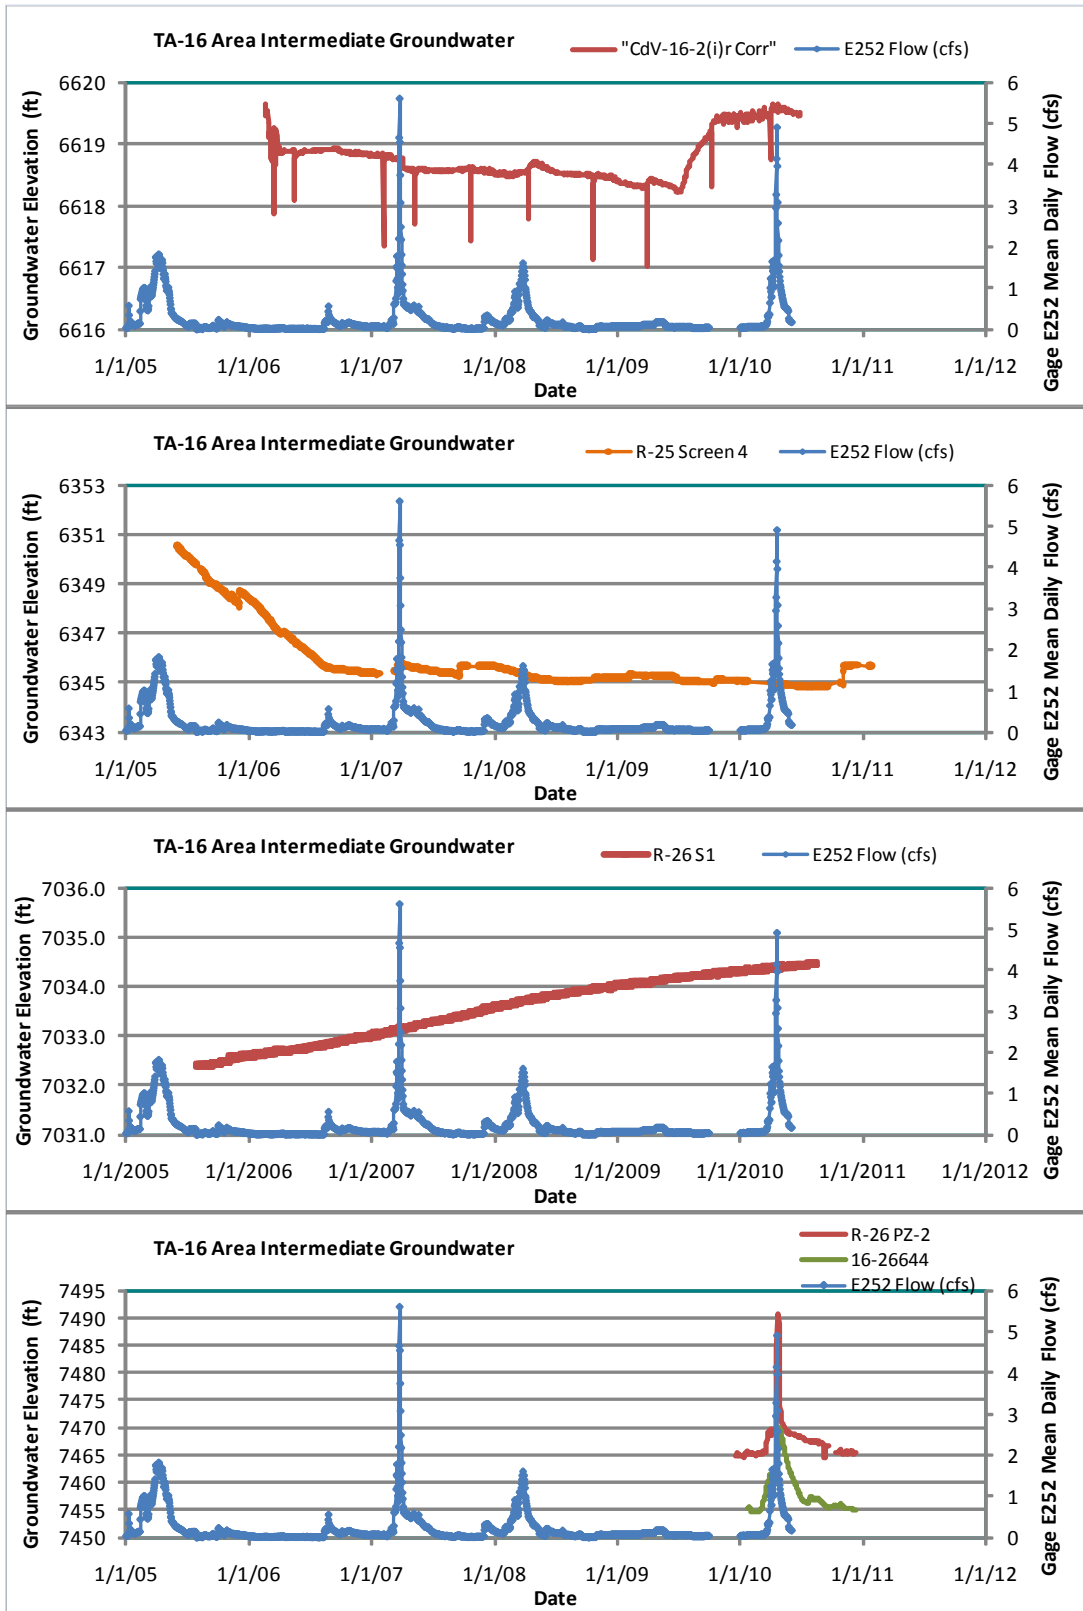 TA-16 Area Intermediate Groundwater
"CdV-16-2(i)r Corr" E252 Flow (cfs)
Groundwater Elevation (ft)
6620
6619
6618
6617
6616
6
5
4
3
2
1
0
Gage E252 Mean Daily Flow (cfs)
1/1/05 1/1/06 1/1/07 1/1/08 1/1/09 1/1/10 1/1/11 1/1/12
Date
TA-16 Area Intermediate Groundwater
R-25 Screen 4 E252 Flow (cfs)
Groundwater Elevation (ft)
6353
6351
6349
6347
6345
6343
6
5
4
3
2
1
0
Gage E252 Mean Daily Flow (cfs)
1/1/05 1/1/06 1/1/07 1/1/08 1/1/09 1/1/10 1/1/11 1/1/12
Date
TA-16 Area Intermediate Groundwater
R-26 S1 E252 Flow (cfs)
Groundwater Elevation (ft)
7036.0
7035.0
7034.0
7033.0
7032.0
7031.0
6
5
4
3
2
1
0
Gage E252 Mean Daily Flow (cfs)
1/1/2005 1/1/2006 1/1/2007 1/1/2008 1/1/2009 1/1/2010 1/1/2011 1/1/2012
Date
TA-16 Area Intermediate Groundwater
R-26 PZ-2
16-26644
E252 Flow (cfs)
Groundwater Elevation (ft)
7495
7490
7485
7480
7475
7470
7465
7460
7455
7450
6
5
4
3
2
1
0
Gage E252 Mean Daily Flow (cfs)
1/1/05 1/1/06 1/1/07 1/1/08 1/1/09 1/1/10 1/1/11 1/1/12
Date